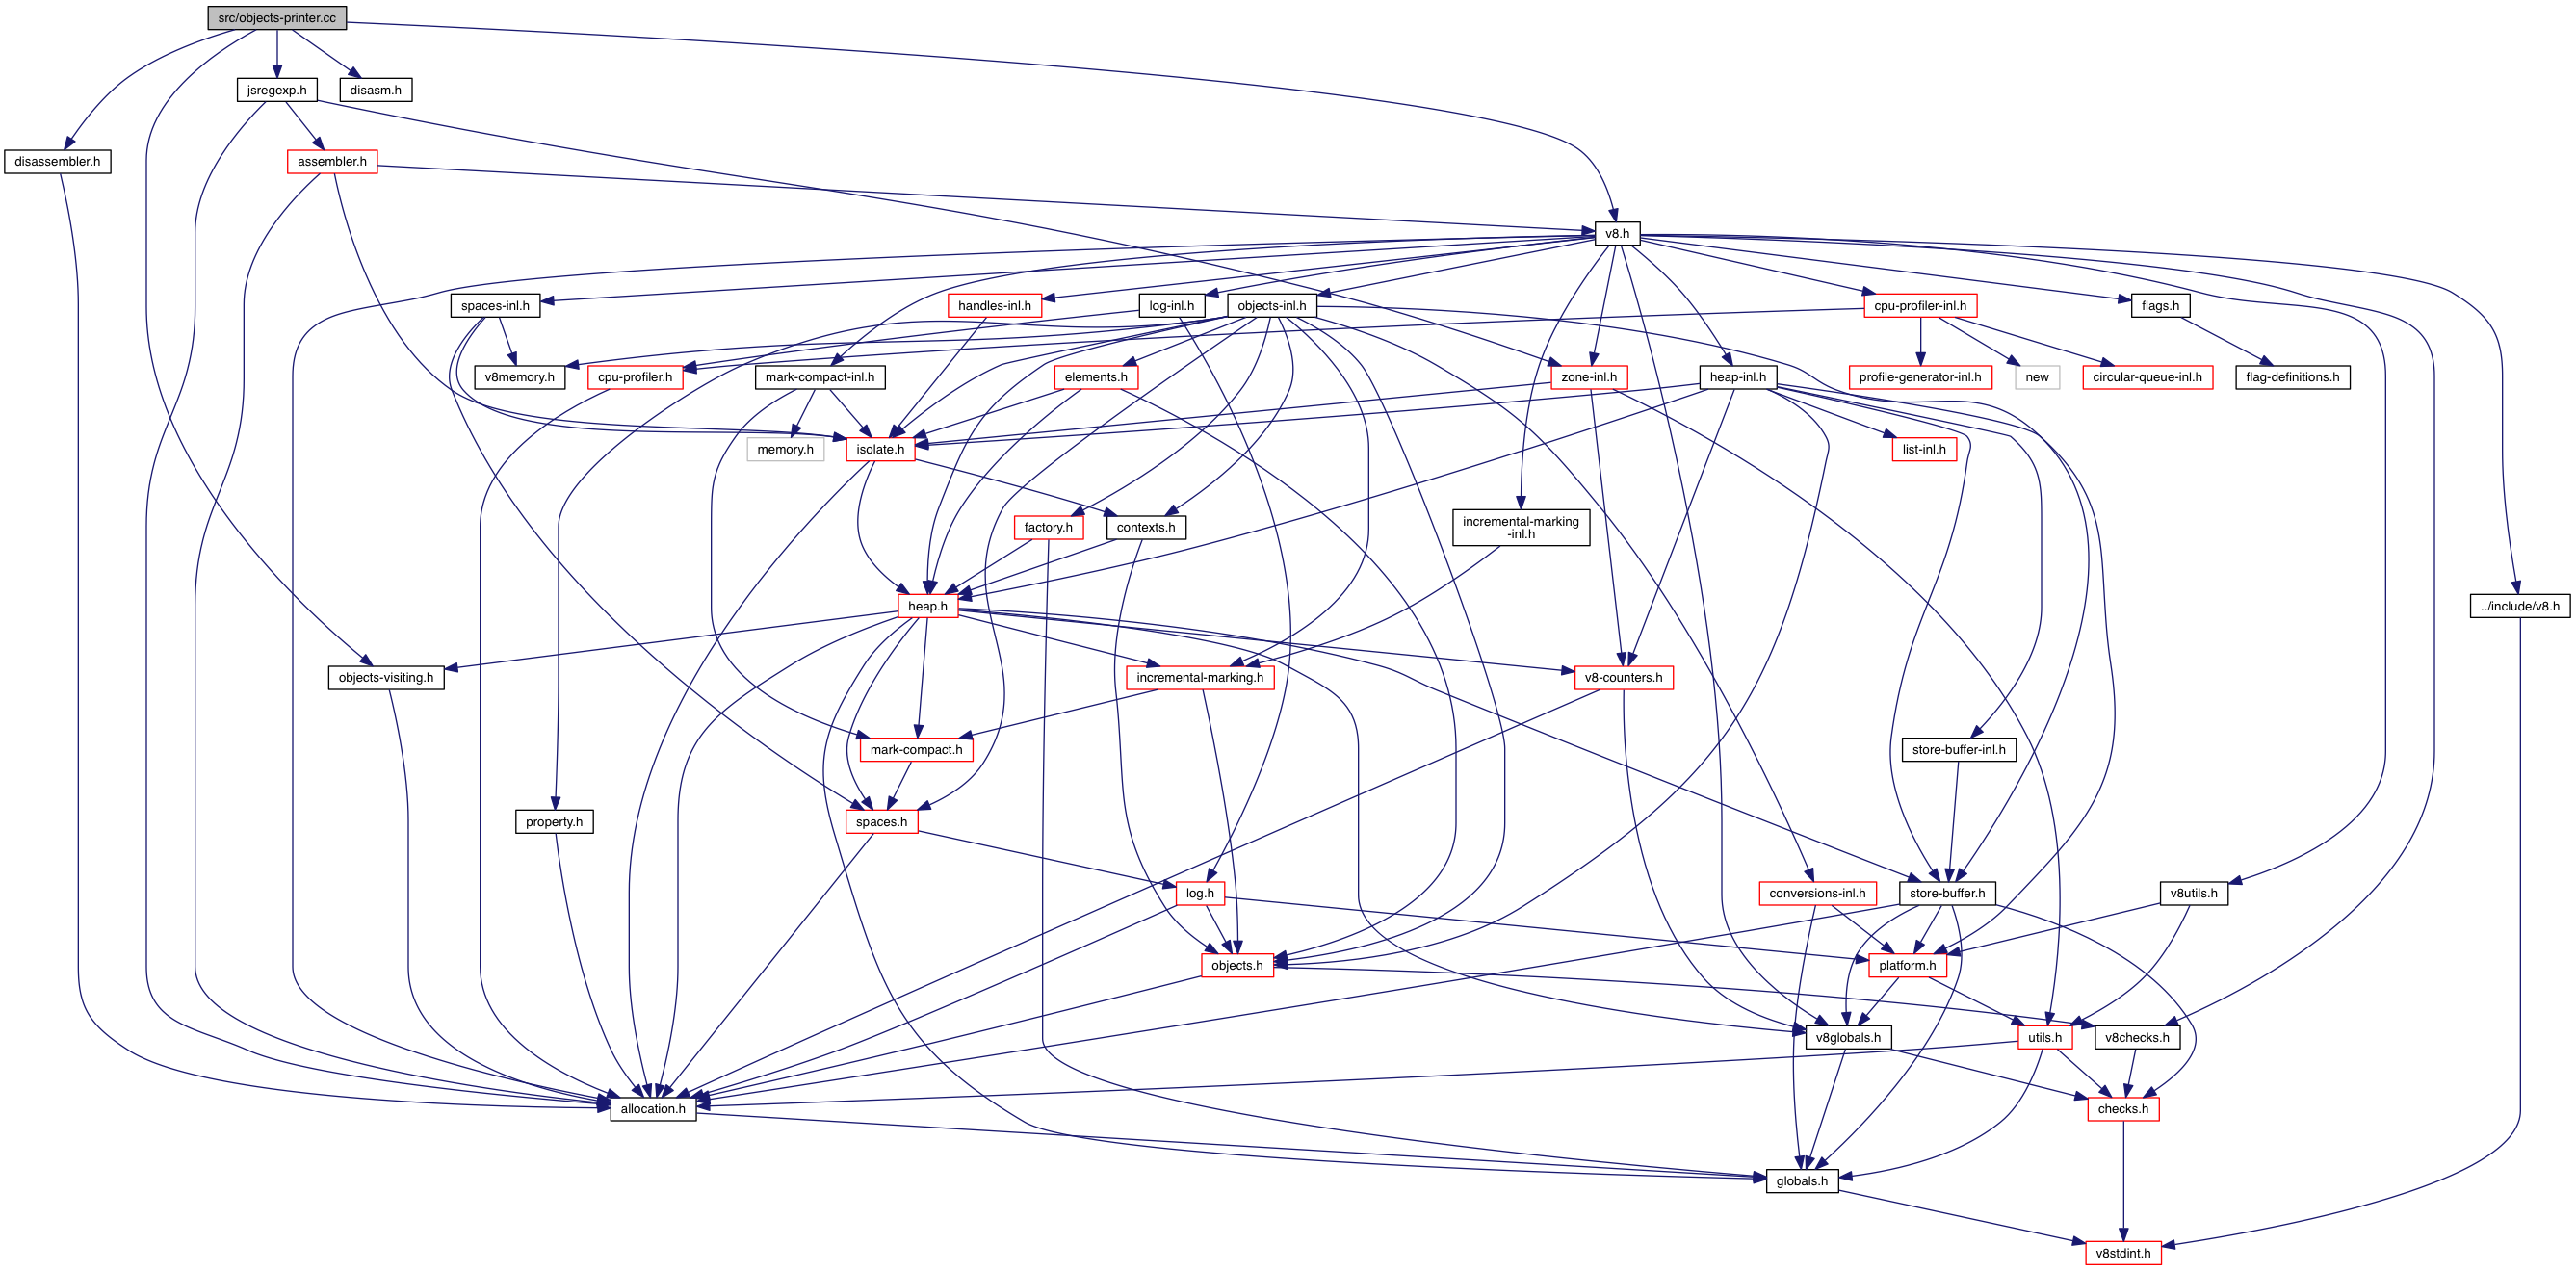 src/objects-printer.cc
jsregexp.h
disasm.h
disassembler.h
assembler.h
v8.h
spaces-inl.h
handles-inl.h
log-inl.h
objects-inl.h
cpu-profiler-inl.h
flags.h
v8memory.h
cpu-profiler.h
mark-compact-inl.h
elements.h
zone-inl.h
heap-inl.h
profile-generator-inl.h
new
circular-queue-inl.h
flag-definitions.h
memory.h
isolate.h
list-inl.h
factory.h
contexts.h
incremental-marking
-inl.h
heap.h
../include/v8.h
objects-visiting.h
incremental-marking.h
v8-counters.h
mark-compact.h
store-buffer-inl.h
property.h
spaces.h
log.h
conversions-inl.h
store-buffer.h
v8utils.h
objects.h
platform.h
v8globals.h
utils.h
v8checks.h
allocation.h
checks.h
globals.h
v8stdint.h